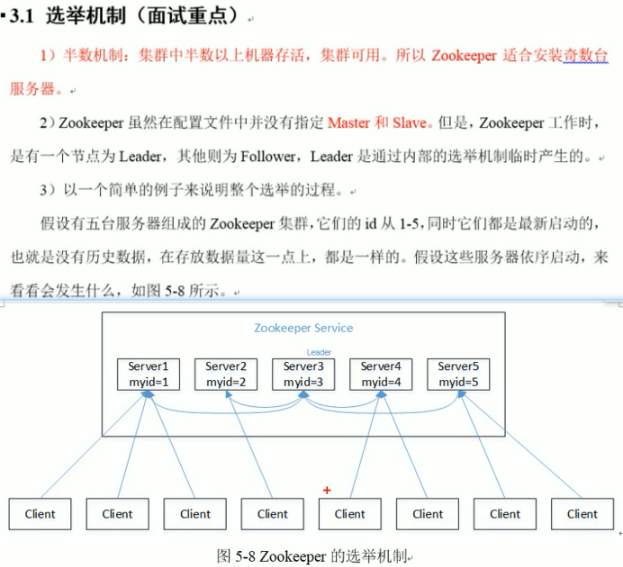 3.1 选举机制（面试重点）
1）半数机制：集群中半数以上机器存活，集群可用。所以 Zookeeper 适合安装奇数台
服务器。
2）Zookeeper 虽然在配置文件中并没有指定 Master 和 Slave。但是，Zookeeper 工作时，
是有一个节点为 Leader，其他则为 Follower，Leader 是通过内部的选举机制临时产生的。
3）以一个简单的例子来说明整个选举的过程。
假设有五台服务器组成的 Zookeeper 集群，它们的 id 从 1-5，同时它们都是最新启动的，
也就是没有历史数据，在存放数据量这一点上，都是一样的。假设这些服务器依序启动，来
看看会发生什么，如图 5-8 所示。
Zookeeper Service
Leader
Server1 Server2 Server3 Server4 Server5
myid=1 myid=2 myid=3 myid=4 myid=5
Client Client Client Client Client Client Client Client
图 5-8 Zookeeper 的选举机制